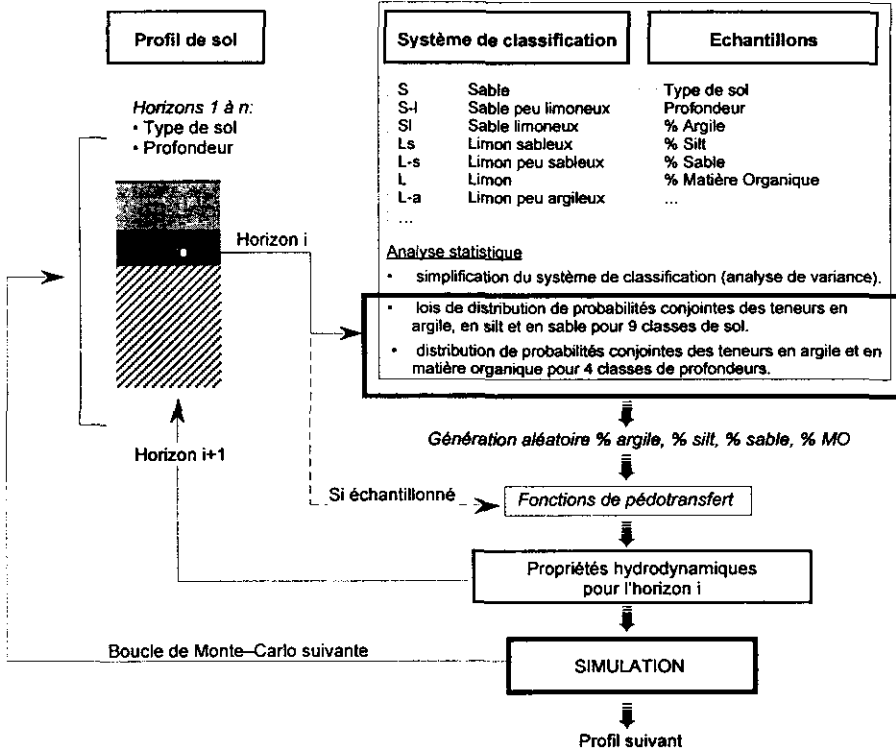 Profil de sol
Horizons 1 à n:
• Type de sol
• Profondeur
Horizon i
Horizon i+1
Système de classification
S Sable
S-l Sable peu limoneux
Sl Sable limoneux
Ls Limon sableux
L-s Limon peu sableux
L Limon
L-a Limon peu argileux
...
Echantillons
Type de sol
Profondeur
% Argile
% Silt
% Sable
% Matière Organique
...
Analyse statistique
• simplification du système de classification (analyse de variance).
• lois de distribution de probabilités conjointes des teneurs en
argile, en silt et en sable pour 9 classes de sol.
• distribution de probabilités conjointes des teneurs en argile et en
matière organique pour 4 classes de profondeurs.
Génération aléatoire % argile, % silt, % sable, % MO
Si échantillonné
Fonctions de pédotransfert
Propriétés hydrodynamiques
pour l'horizon i
Boucle de Monte–Carlo suivante
SIMULATION
Profil suivant